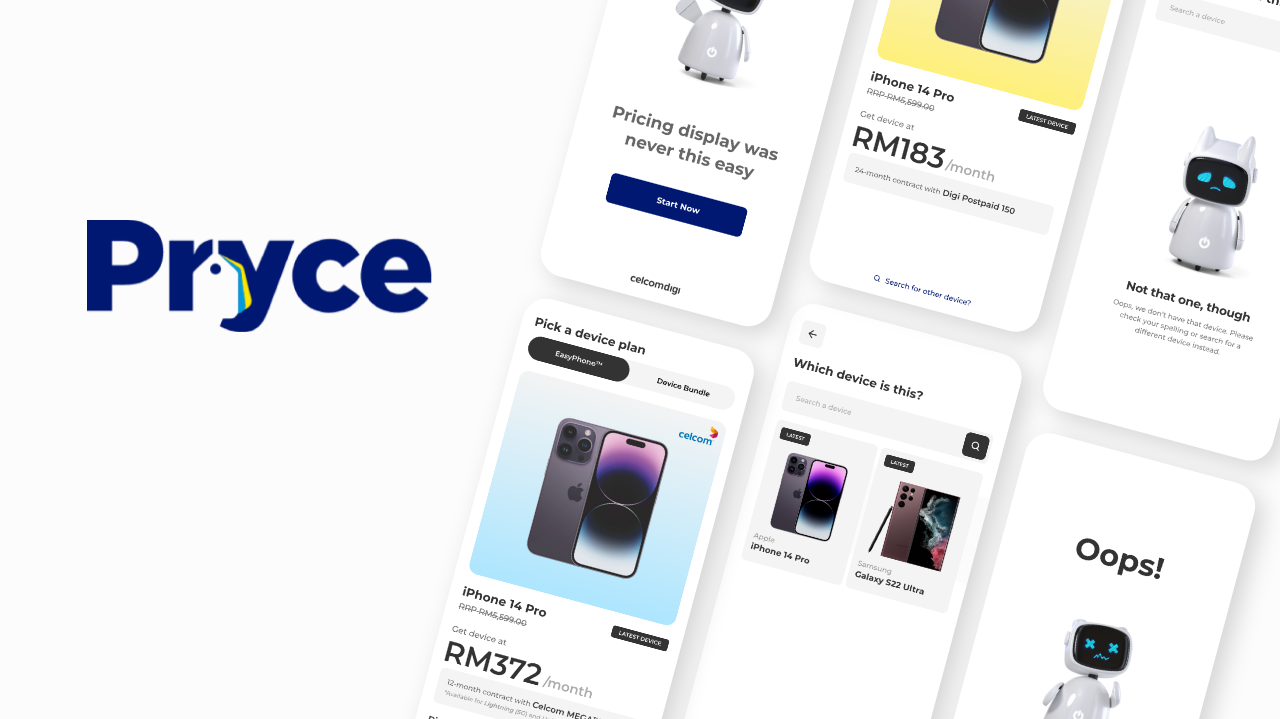 Pryce
Pricing display was
never this easy
Start Now
celcomdigi
iPhone 14 Pro
RRP RM5,599.00
LATEST DEVICE
Get device at
RM183/month
24-month contract with Digi Postpaid 150
Search for other device?
Search a device
Not that one, though
Oops, we don't have that device. Please
check your spelling or search for a
different device instead.
Pick a device plan
EasyPhone™
Device Bundle
celcom
iPhone 14 Pro
RRP RM5,599.00
LATEST DEVICE
Get device at
RM372/month
12-month contract with Celcom
*Available for Lightning (5G) and
Which device is this?
Search a device
LATEST
Apple
iPhone 14 Pro
LATEST
Samsung
Galaxy S22 Ultra
Oops!